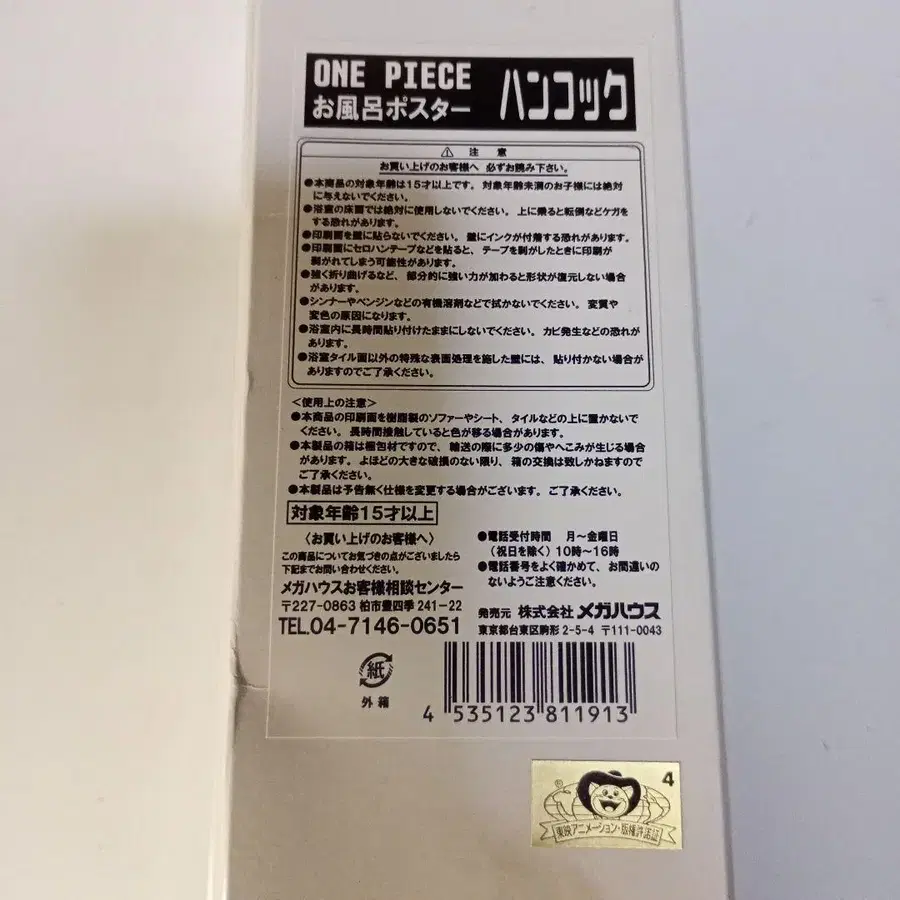 ONE PIECE
お風呂ポスター ハンコック
⚠ 注 意
お買い上げのお客様へ 必ずお読み下さい。
●本商品の対象年齢は15才以上です。対象年齢未満のお子様には絶対
に与えないでください。
●浴室の床面では絶対に使用しないでください。上に乗ると転倒などケガを
する恐れがあります。
●印刷面を壁に貼らないでください。壁にインクが付着する恐れがあります。
●印刷面にセロハンテープなどを貼ると、テープを剥がしたときに印刷が
剥がれてしまう可能性があります。
●強く折り曲げるなど、部分的に強い力が加わると形状が復元しない場合
があります。
●シンナーやベンジンなどの有機溶剤などで拭かないでください。変質や
変色の原因になります。
●浴室内に長時間貼り付けたままにしないでください。カビ発生などの恐れが
あります。
●浴室タイル面以外の特殊な表面処理を施した壁には、貼り付かない場合が
ありますのでご了承ください。
＜使用上の注意＞
●本商品の印刷面を樹脂製のソファーやシート、タイルなどの上に置かないで
ください。長時間接触していると色が移る場合があります。
●本製品の箱は梱包材ですので、輸送の際に多少の傷やへこみが生じる場合
があります。よほどの大きな破損のない限り、箱の交換は致しかねますので
ご了承ください。
●本製品は予告無く仕様を変更する場合がございます。ご了承ください。
対象年齢15才以上
〈お買い上げのお客様へ〉
この商品についてお気づきの点がございましたら
下記までお問い合わせください。
メガハウスお客様相談センター
〒227-0863 柏市豊四季 241-22
TEL.04-7146-0651
●電話受付時間 月〜金曜日
（祝日を除く）10時〜16時
●電話番号をよく確かめて、お間違いの
ないようご注意ください。
発売元 株式会社 メガハウス
東京都台東区駒形 2-5-4 〒111-0043
紙
外箱
4 535123 811913
4
東映アニメーション・版権許諾証